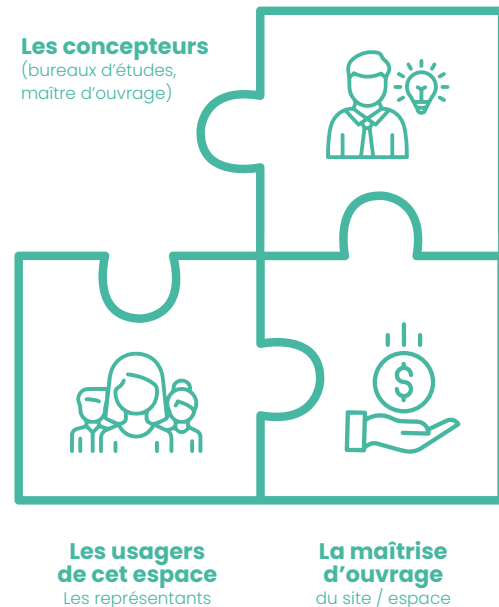 Les concepteurs
(bureaux d’études,
maître d’ouvrage)
$
Les usagers
de cet espace
Les représentants
La maîtrise
d’ouvrage
du site / espace